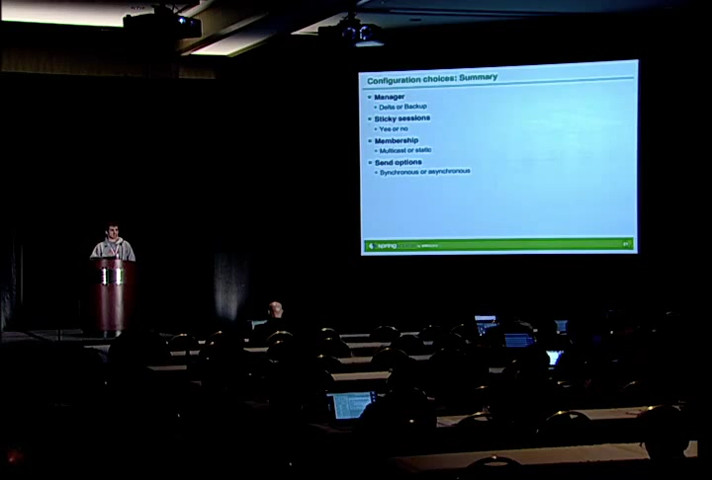 Configuration choices: Summary
Manager
Delta or Backup
Sticky sessions
Yes or no
Membership
Multicast or static
Send options
Synchronous or asynchronous
spring